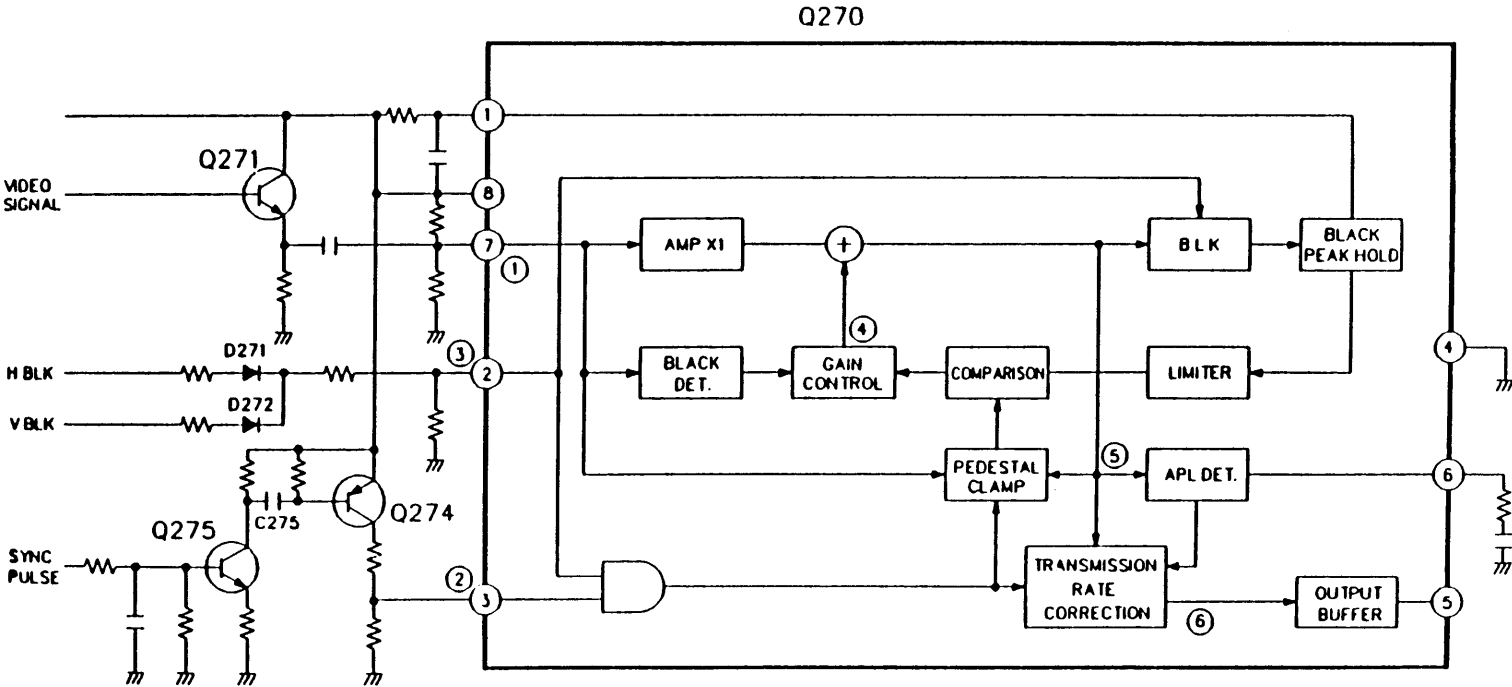 Q270
1
Q271
VIDEO
SIGNAL
8
7
1
AMP X1
+
BLK
BLACK
PEAK HOLD
4
3
D271
H BLK
2
BLACK
DET.
GAIN
CONTROL
COMPARISON
LIMITER
4
D272
V BLK
5
PEDESTAL
CLAMP
APL DET.
6
C275
Q274
Q275
SYNC
PULSE
2
3
TRANSMISSION
RATE
CORRECTION
6
OUTPUT
BUFFER
5